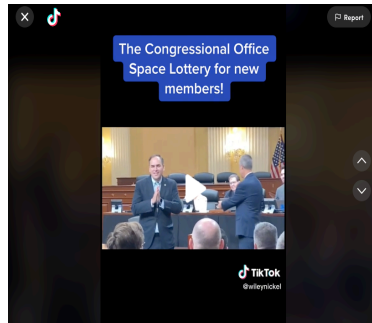 Report
The Congressional Office
Space Lottery for new
members!
TikTok
@wileynickel